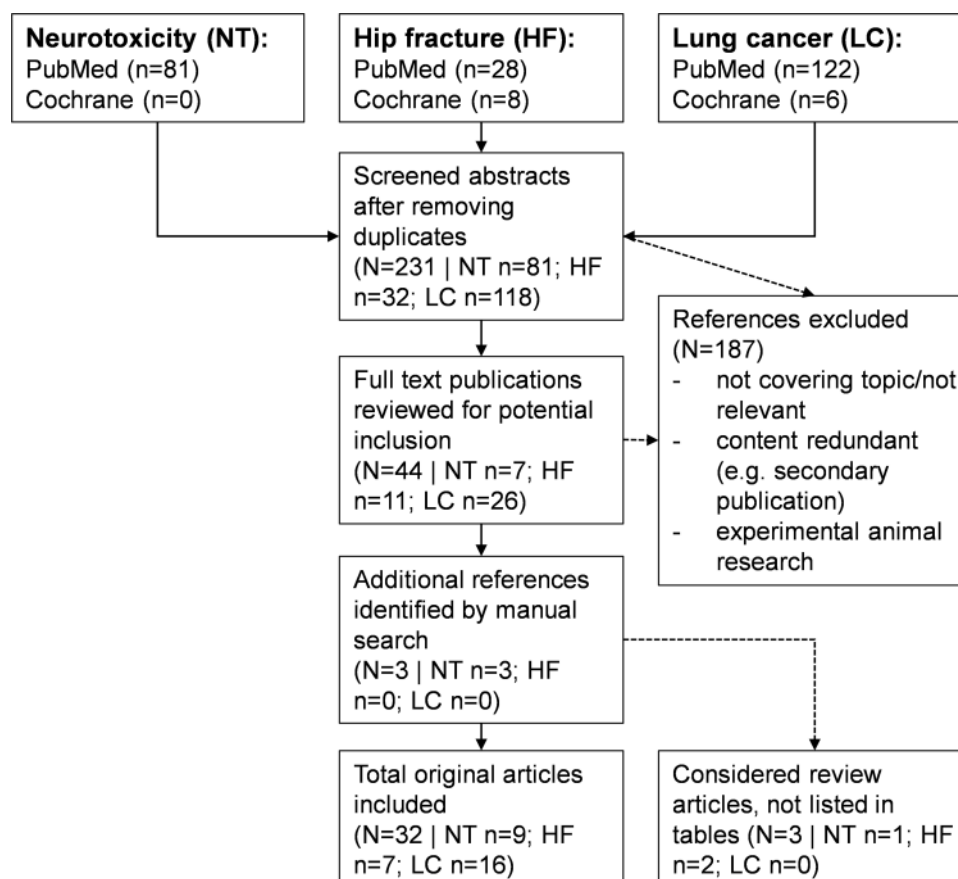 Neurotoxicity (NT):
PubMed (n=81)
Cochrane (n=0)
Hip fracture (HF):
PubMed (n=28)
Cochrane (n=8)
Lung cancer (LC):
PubMed (n=122)
Cochrane (n=6)
Screened abstracts
after removing
duplicates
(N=231 | NT n=81; HF
n=32; LC n=118)
References excluded
(N=187)
- not covering topic/not
relevant
- content redundant
(e.g. secondary
publication)
- experimental animal
research
Full text publications
reviewed for potential
inclusion
(N=44 | NT n=7; HF
n=11; LC n=26)
Additional references
identified by manual
search
(N=3 | NT n=3; HF
n=0; LC n=0)
Total original articles
included
(N=32 | NT n=9; HF
n=7; LC n=16)
Considered review
articles, not listed in
tables (N=3 | NT n=1; HF
n=2; LC n=0)